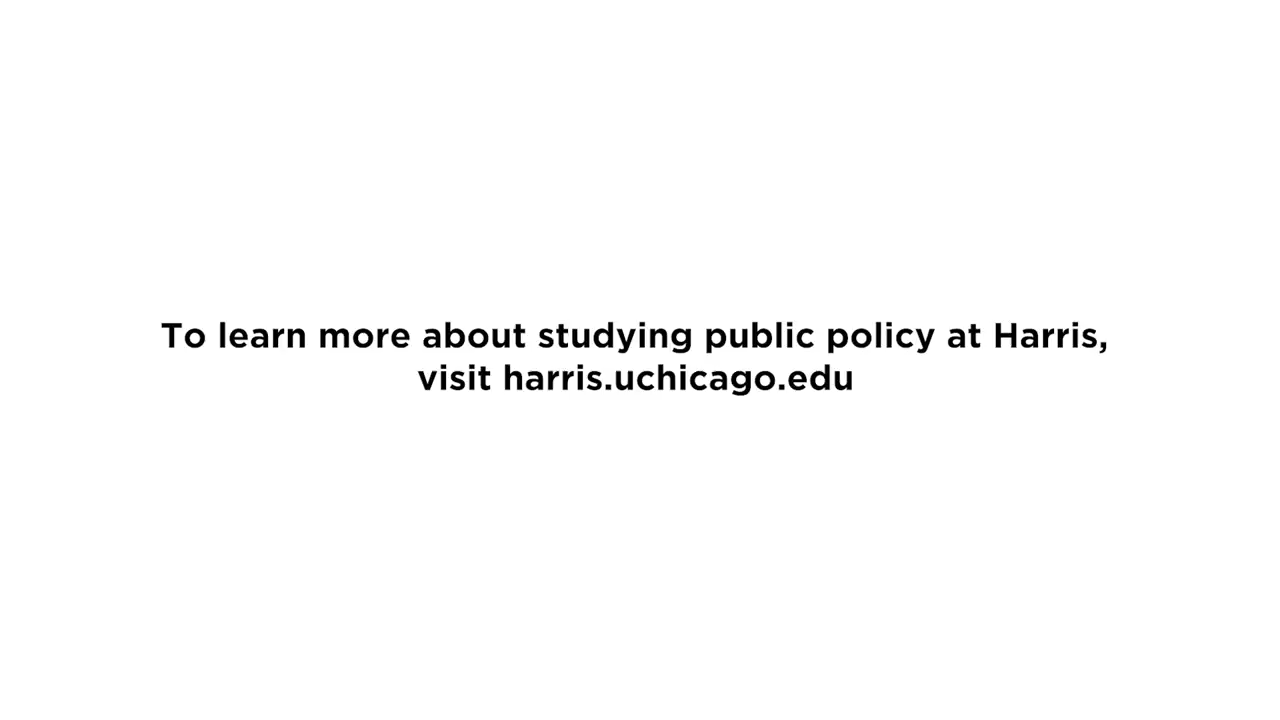 To learn more about studying public policy at Harris,
visit harris.uchicago.edu